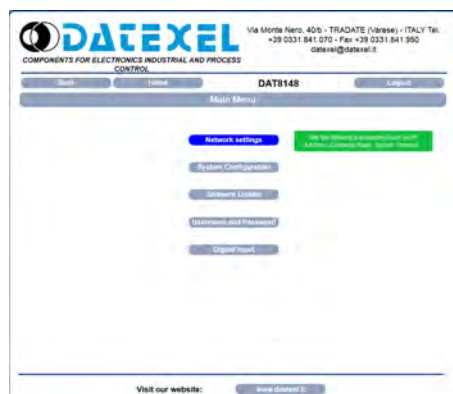 DATEXEL
COMPONENTS FOR ELECTRONICS INDUSTRIAL AND PROCESS
CONTROL
Via Monte Nero, 40/b - TRADATE (Varese) - ITALY Tel.
+39 0331.841.070 - Fax +39 0331.841.950
datexel@datexel.it
Back
Home
DAT8148
Logout
Main Menu
Network settings
System Configuration
Firmware Update
Username and Password
Digital Input
Visit our website:
www.datexel.it